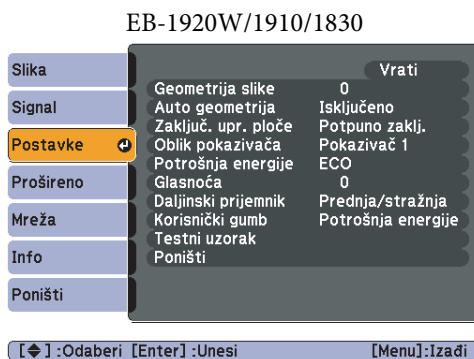 EB-1920W/1910/1830
Slika
Signal
Postavke
Prošireno
Mreža
Info
Poništi
Vrati
Geometrija slike 0
Auto geometrija Isključeno
Zaključ. upr. ploče Potpuno zaklj.
Oblik pokazivača Pokazivač 1
Potrošnja energije ECO
Glasnoća 0
Daljinski prijemnik Prednja/stražnja
Korisnički gumb Potrošnja energije
Testni uzorak
Poništi
[◆] :Odaberi [Enter] :Unesi [Menu]:Izađi